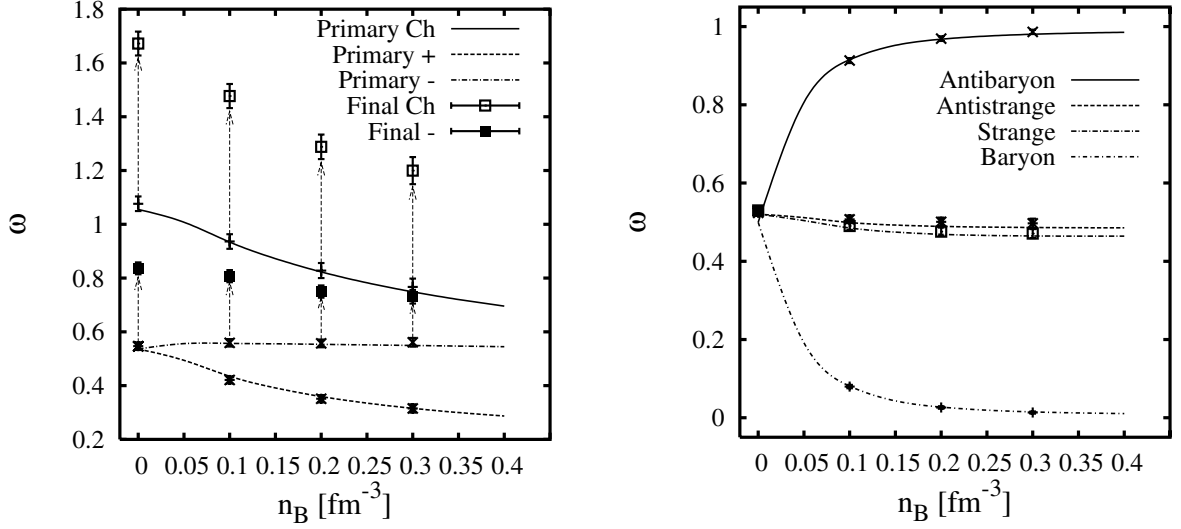 1.8
1.6
1.4
1.2
1
0.8
0.6
0.4
0.2
ω
Primary Ch
Primary +
Primary -
Final Ch
Final -
0 0.05 0.1 0.15 0.2 0.25 0.3 0.35 0.4
n_B [fm^-3]
1
0.8
0.6
0.4
0.2
0
ω
Antibaryon
Antistrange
Strange
Baryon
0 0.05 0.1 0.15 0.2 0.25 0.3 0.35 0.4
n_B [fm^-3]